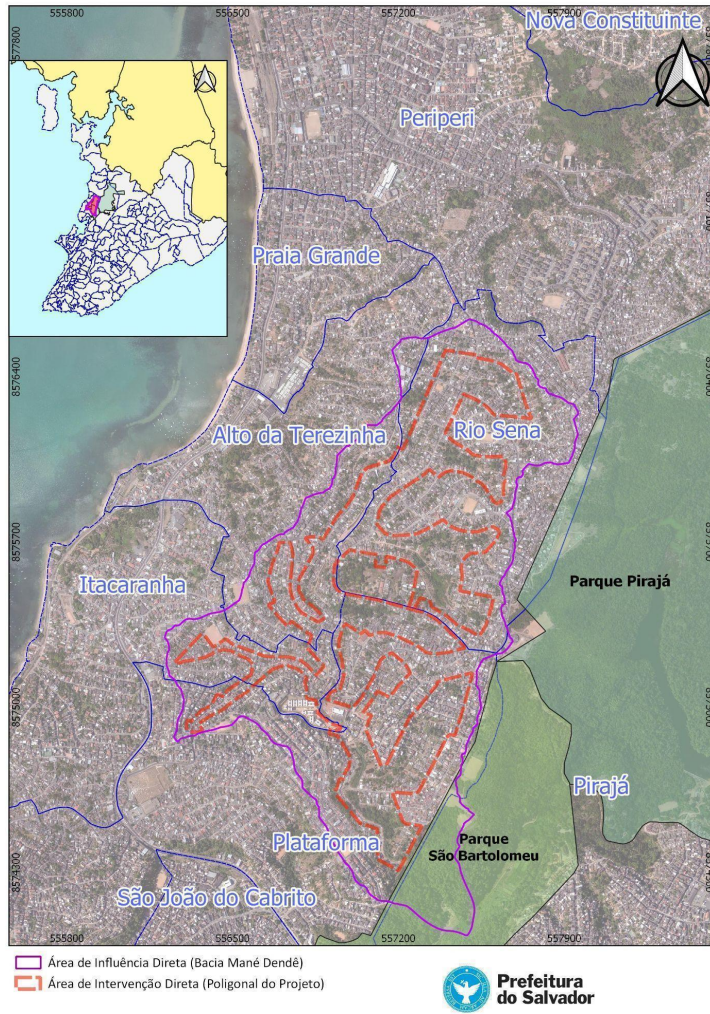 555800 556500 557200 557900
8577800
Nova Constituinte
Periperi
Praia Grande
8576400
Alto da Terezinha
Rio Sena
8575700
Itacaranha
Parque Pirajá
8575000
Pirajá
Plataforma
Parque
São Bartolomeu
8574300
São João do Cabrito
555800 556500 557200 557900
Área de Influência Direta (Bacia Mané Dendê)
Área de Intervenção Direta (Poligonal do Projeto)
Prefeitura
do Salvador